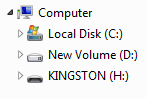 Computer
Local Disk (C:)
New Volume (D:)
KINGSTON (H:)